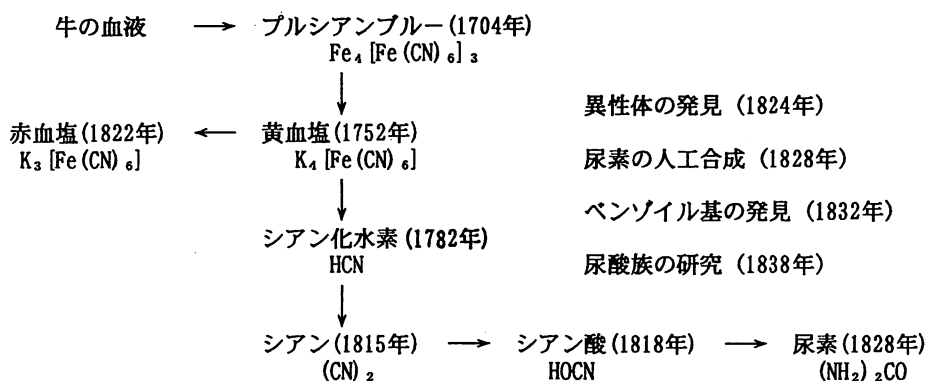 牛の血液 → プルシアンブルー(1704年)
Fe₄[Fe(CN)₆]₃
異性体の発見 (1824年)
赤血塩(1822年) ← 黄血塩(1752年)
K₃[Fe(CN)₆] K₄[Fe(CN)₆]
尿素の人工合成 (1828年)
ベンゾイル基の発見 (1832年)
シアン化水素(1782年)
HCN
尿酸族の研究 (1838年)
シアン(1815年) → シアン酸(1818年) → 尿素(1828年)
(CN)₂ HOCN (NH₂)₂CO